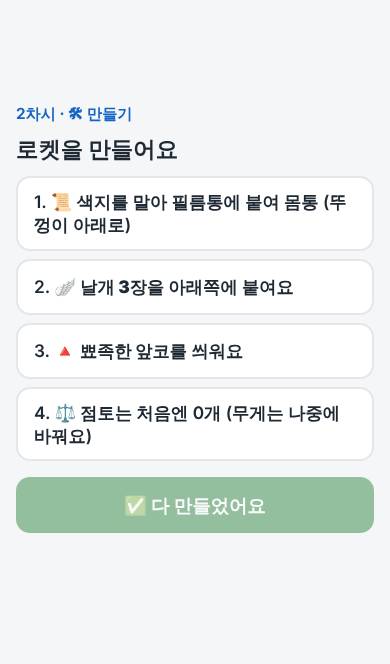 2차시 · 🛠 만들기
로켓을 만들어요
1. 📜 색지를 말아 필름통에 붙여 몸통 (뚜
껑이 아래로)
2. 🪽 날개 3장을 아래쪽에 붙여요
3. 🔺 뾰족한 앞코를 씌워요
4. ⚖️ 점토는 처음엔 0개 (무게는 나중에
바꿔요)
✅ 다 만들었어요